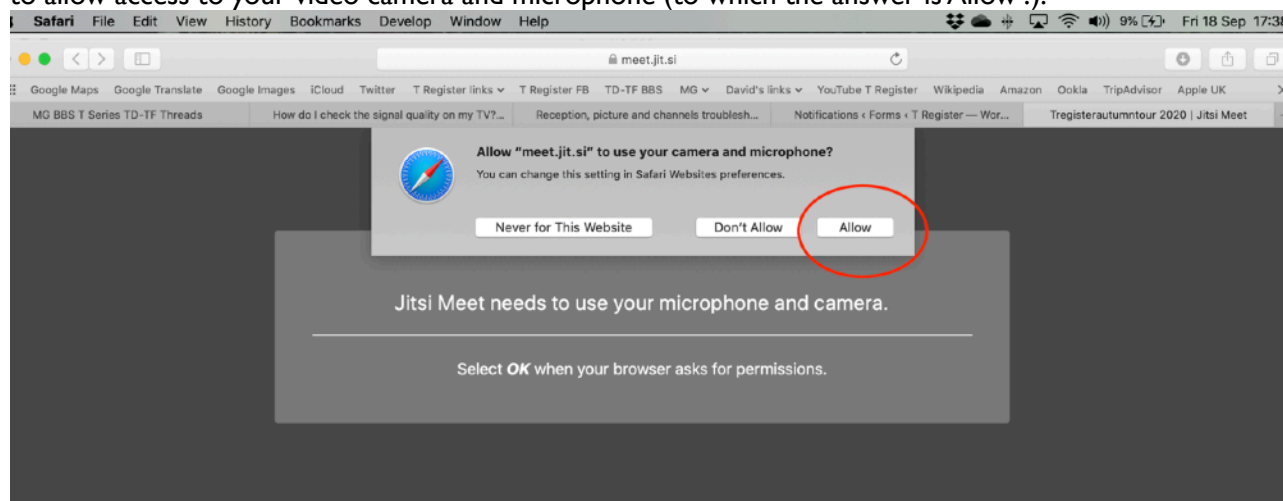 to allow access to your video camera and microphone (to which the answer is Allow !).
Safari File Edit View History Bookmarks Develop Window Help 9% Fri 18 Sep 17:38
meet.jit.si
Google Maps Google Translate Google Images iCloud Twitter T Register links T Register FB TD-TF BBS MG David's links YouTube T Register Wikipedia Amazon Ookla TripAdvisor Apple UK
MG BBS T Series TD-TF Threads How do I check the signal quality on my TV?... Reception, picture and channels troublesh... Notifications ‹ Forms ‹ T Register — Wor... Tregisterautumntour 2020 | Jitsi Meet
Allow “meet.jit.si” to use your camera and microphone?
You can change this setting in Safari Websites preferences.
Never for This Website Don't Allow Allow
Jitsi Meet needs to use your microphone and camera.
Select OK when your browser asks for permissions.